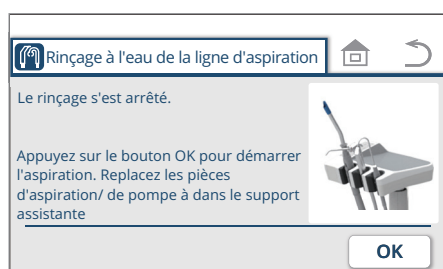 Rinçage à l'eau de la ligne d'aspiration
Le rinçage s'est arrêté.
Appuyez sur le bouton OK pour démarrer
l'aspiration. Replacez les pièces
d'aspiration/ de pompe à dans le support
assistante
OK